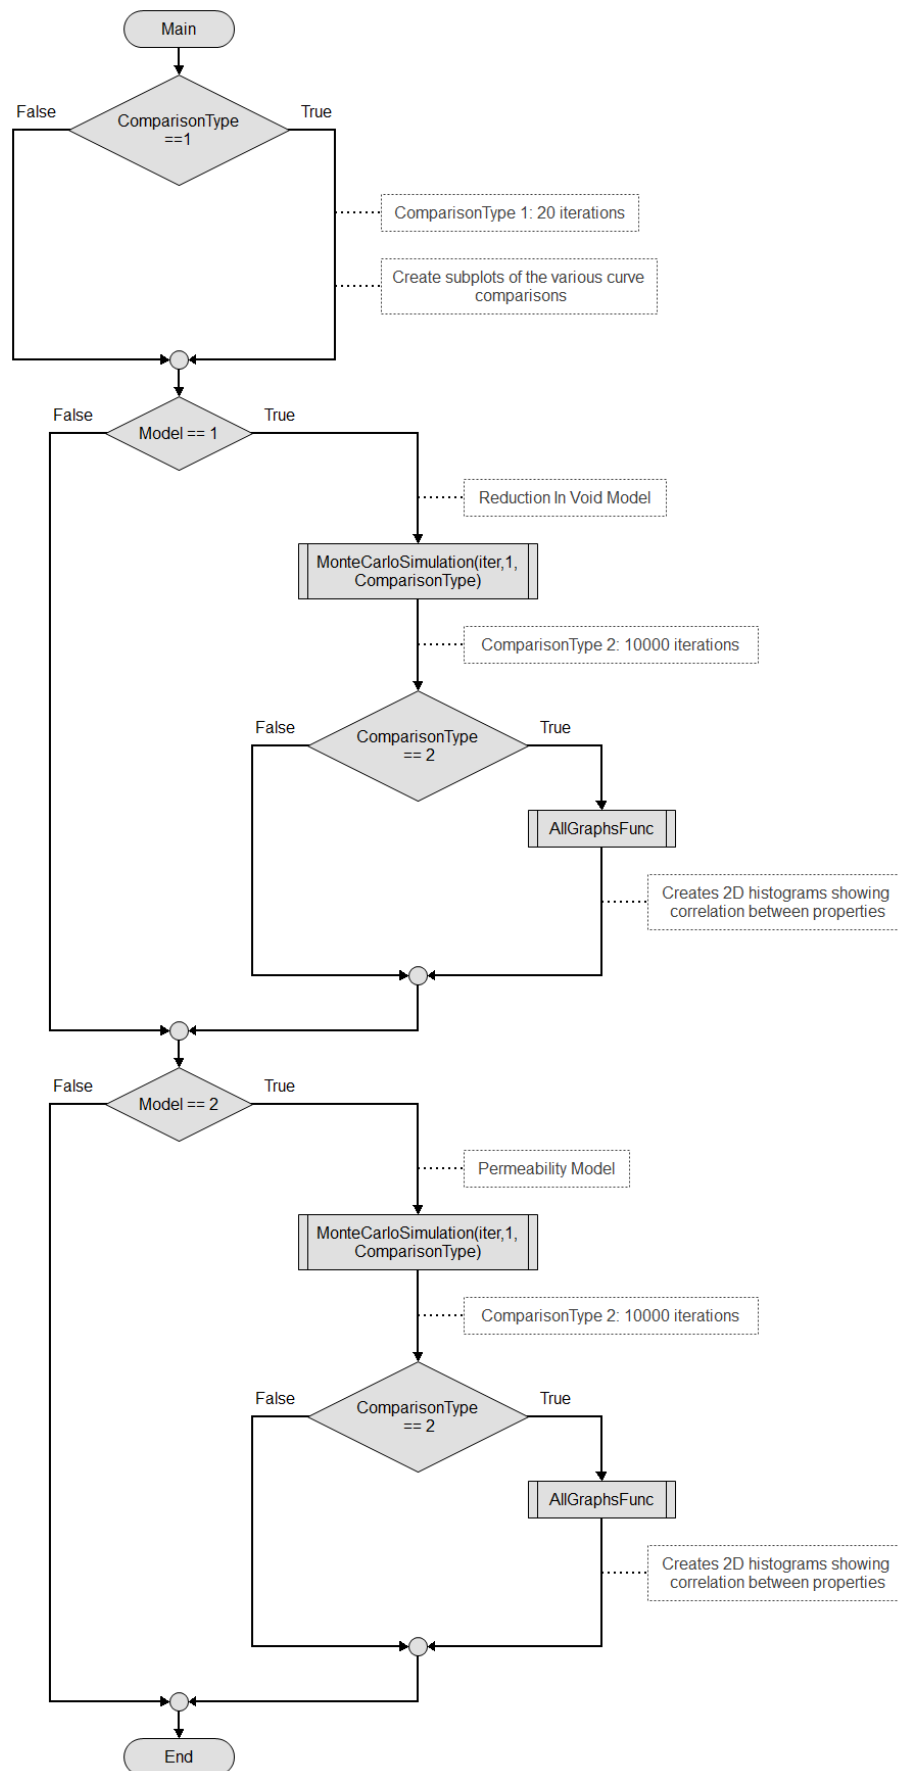 Main
False
True
ComparisonType
==1
ComparisonType 1: 20 iterations
Create subplots of the various curve
comparisons
False
True
Model == 1
Reduction In Void Model
MonteCarloSimulation(iter,1,
ComparisonType)
ComparisonType 2: 10000 iterations
False
True
ComparisonType
== 2
AllGraphsFunc
Creates 2D histograms showing
correlation between properties
False
True
Model == 2
Permeability Model
MonteCarloSimulation(iter,1,
ComparisonType)
ComparisonType 2: 10000 iterations
False
True
ComparisonType
== 2
AllGraphsFunc
Creates 2D histograms showing
correlation between properties
End